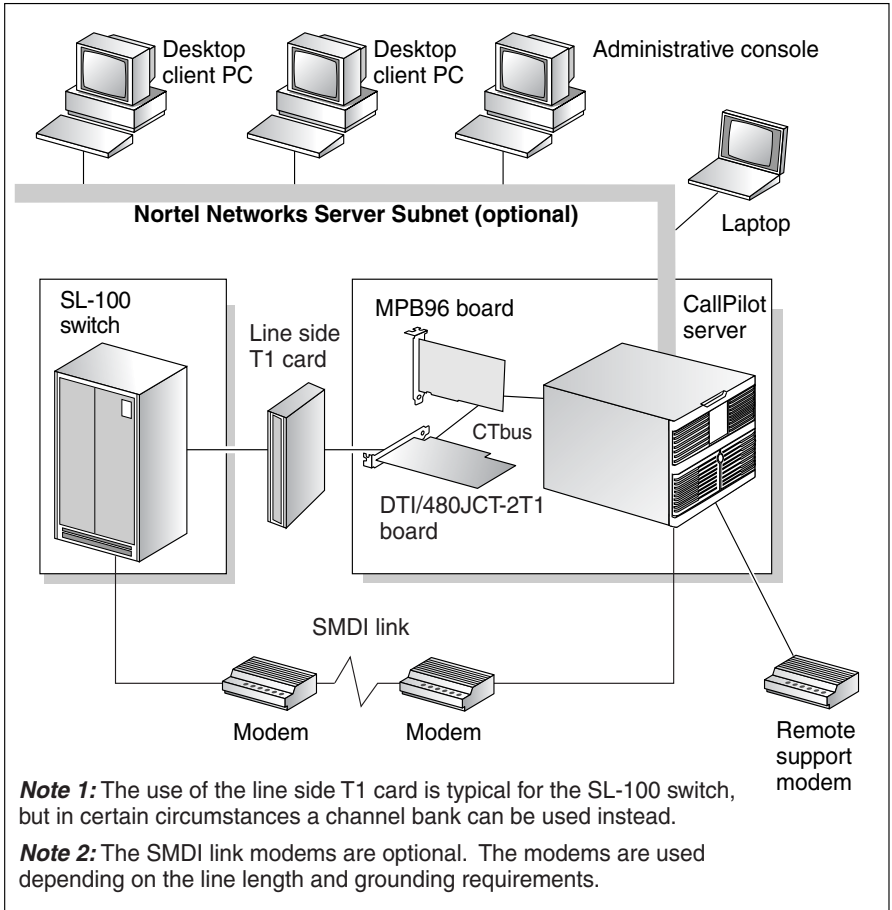 Desktop
client PC
Desktop
client PC
Administrative console
Nortel Networks Server Subnet (optional)
Laptop
SL-100
switch
Line side
T1 card
MPB96 board
CallPilot
server
CTbus
DTI/480JCT-2T1
board
SMDI link
Modem
Modem
Remote
support
modem
Note 1: The use of the line side T1 card is typical for the SL-100 switch,
but in certain circumstances a channel bank can be used instead.
Note 2: The SMDI link modems are optional. The modems are used
depending on the line length and grounding requirements.